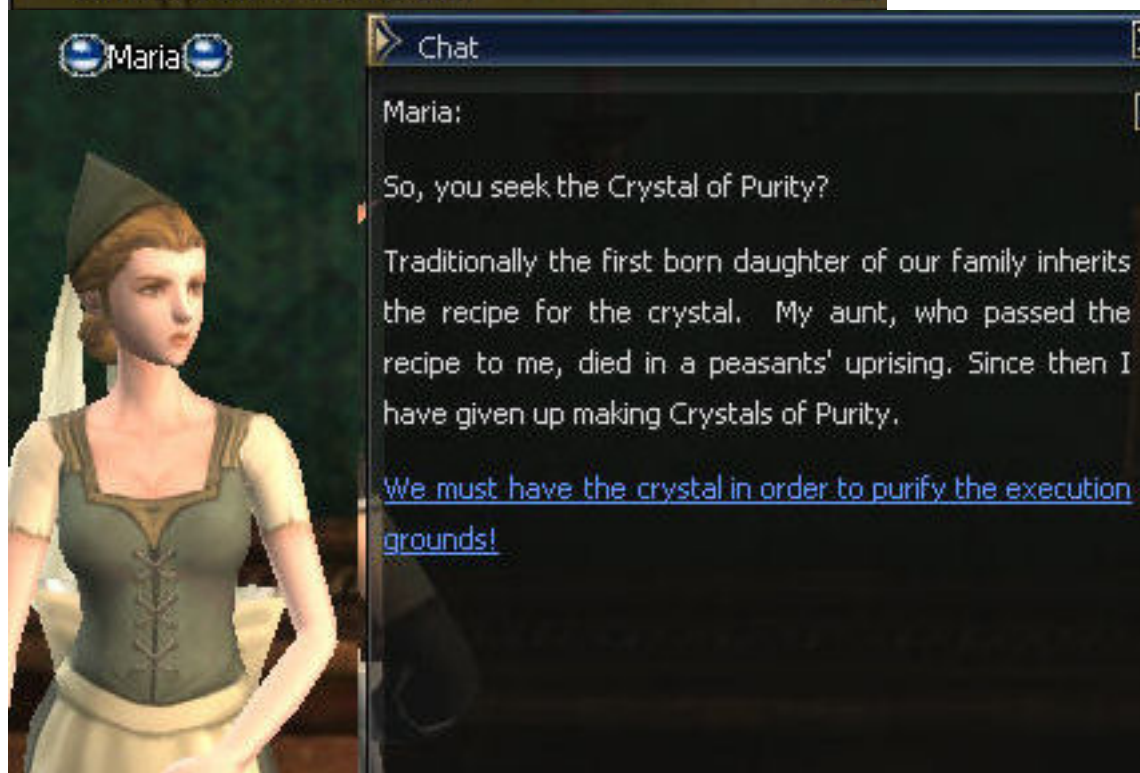 Maria
Chat
Maria:
So, you seek the Crystal of Purity?
Traditionally the first born daughter of our family inherits
the recipe for the crystal. My aunt, who passed the
recipe to me, died in a peasants' uprising. Since then I
have given up making Crystals of Purity.
We must have the crystal in order to purify the execution
grounds!